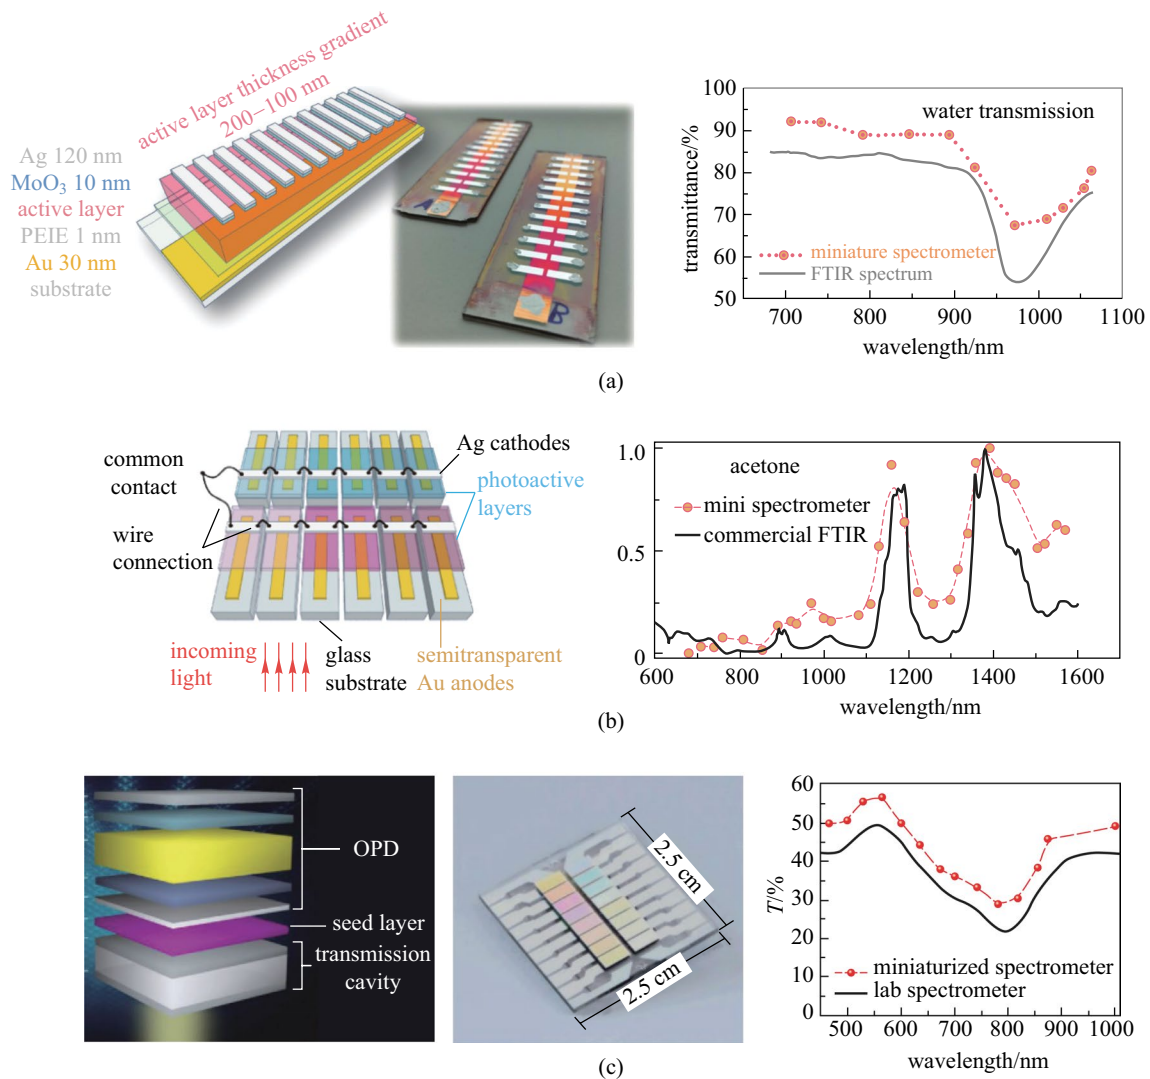 active layer thickness gradient
200–100 nm
Ag 120 nm
MoO₃ 10 nm
active layer
PEIE 1 nm
Au 30 nm
substrate
A
B
water transmission
transmittance/%
100
90
80
70
60
50
miniature spectrometer
FTIR spectrum
700 800 900 1000 1100
wavelength/nm
(a)
common
contact
wire
connection
Ag cathodes
photoactive
layers
incoming
light
glass
substrate
semitransparent
Au anodes
acetone
mini spectrometer
commercial FTIR
1.0
0.5
0
600 800 1000 1200 1400 1600
wavelength/nm
(b)
OPD
seed layer
transmission
cavity
2.5 cm
2.5 cm
T/%
60
50
40
30
20
10
0
miniaturized spectrometer
lab spectrometer
500 600 700 800 900 1000
wavelength/nm
(c)